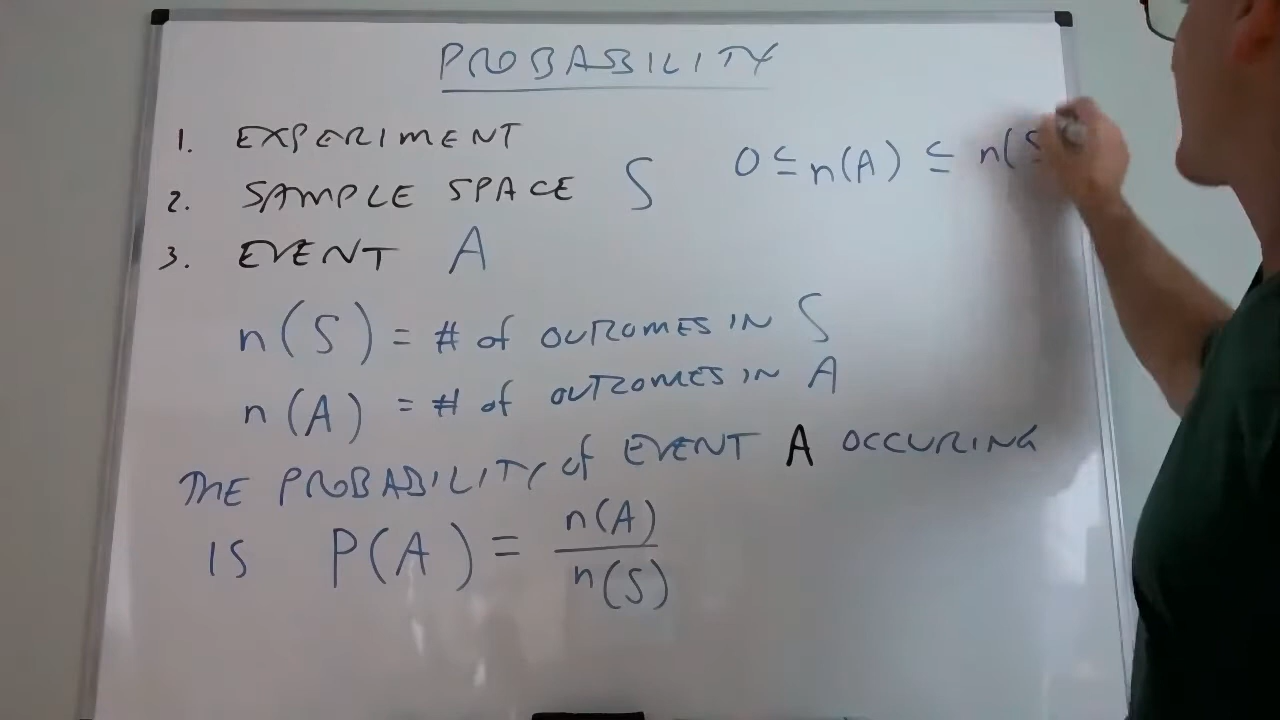 PROBABILITY
1. EXPERIMENT
2. SAMPLE SPACE S
0 ≤ n(A) ≤ n(S
3. EVENT A
n(S) = # of OUTCOMES IN S
n(A) = # of OUTCOMES IN A
THE PROBABILITY of EVENT A OCCURING
IS P(A) = n(A)/n(S)